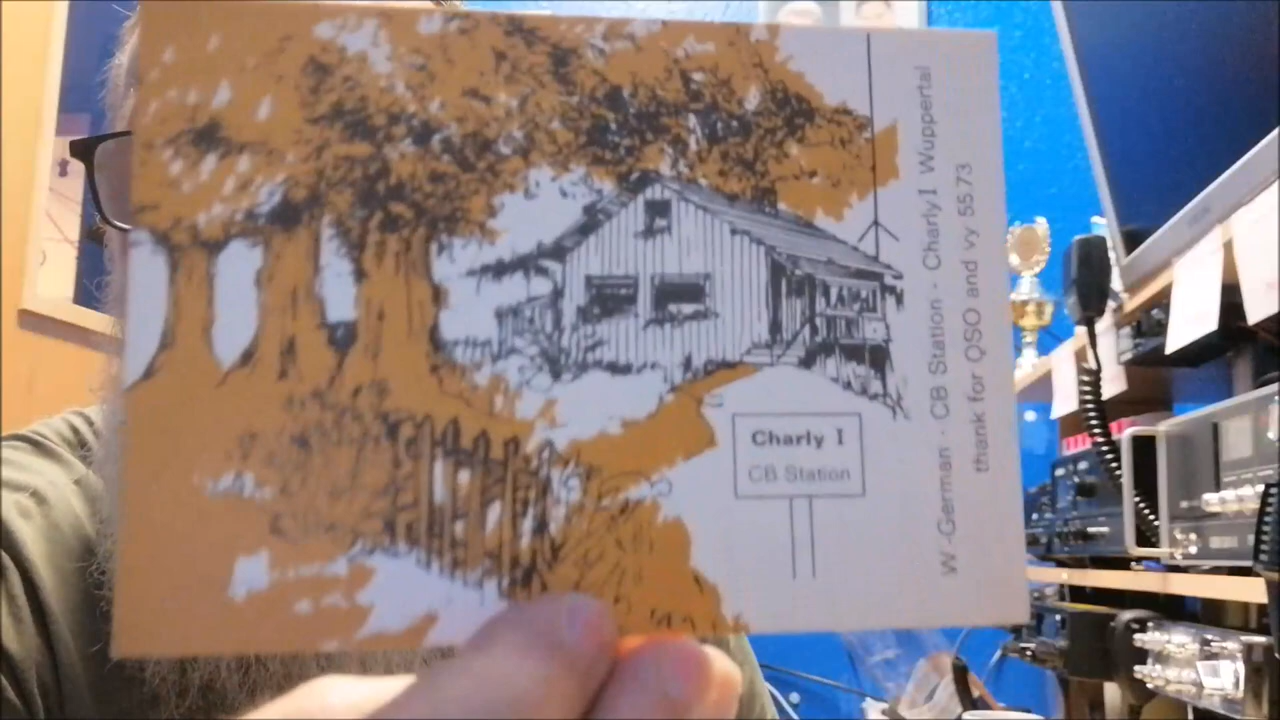 Charly I
CB Station
W-German · CB Station · Charly I Wuppertal
thank for QSO and vy 55.73